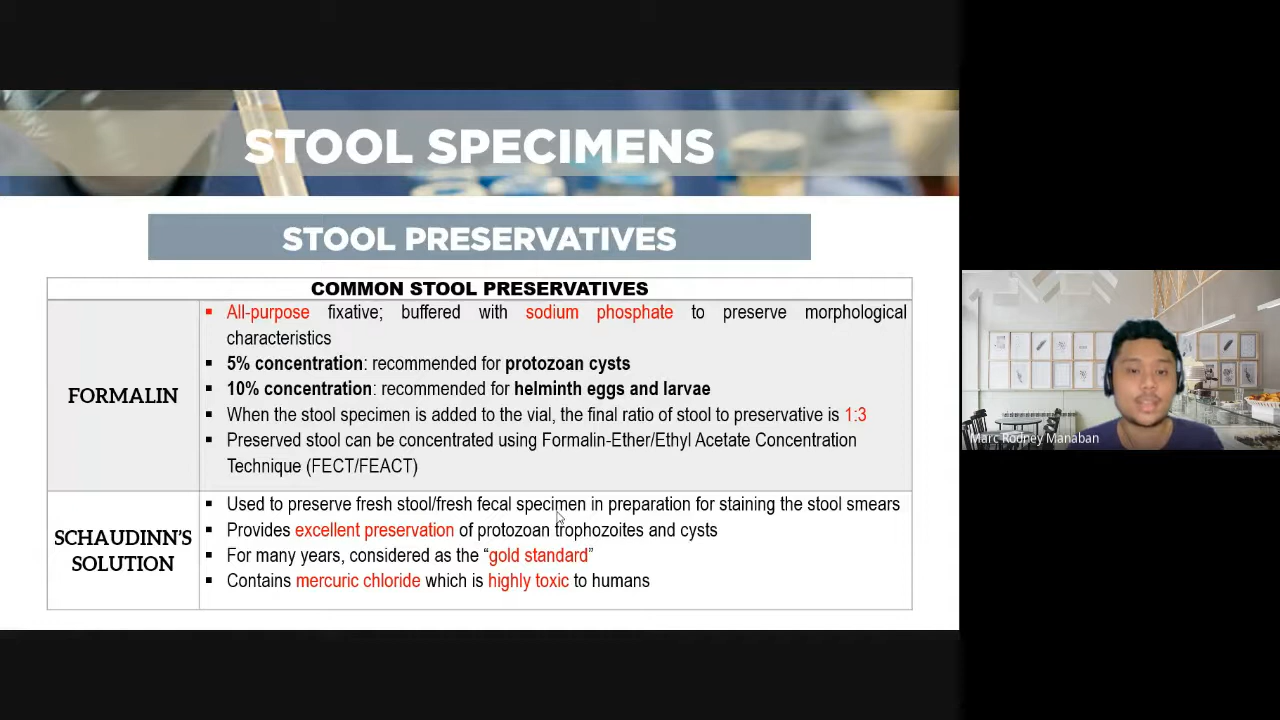 STOOL SPECIMENS
STOOL PRESERVATIVES
COMMON STOOL PRESERVATIVES
FORMALIN
▪ All-purpose fixative; buffered with sodium phosphate to preserve morphological
characteristics
▪ 5% concentration: recommended for protozoan cysts
▪ 10% concentration: recommended for helminth eggs and larvae
▪ When the stool specimen is added to the vial, the final ratio of stool to preservative is 1:3
▪ Preserved stool can be concentrated using Formalin-Ether/Ethyl Acetate Concentration
Technique (FECT/FEACT)
SCHAUDINN'S
SOLUTION
▪ Used to preserve fresh stool/fresh fecal specimen in preparation for staining the stool smears
▪ Provides excellent preservation of protozoan trophozoites and cysts
▪ For many years, considered as the “gold standard”
▪ Contains mercuric chloride which is highly toxic to humans
Marc Rodney Manaban